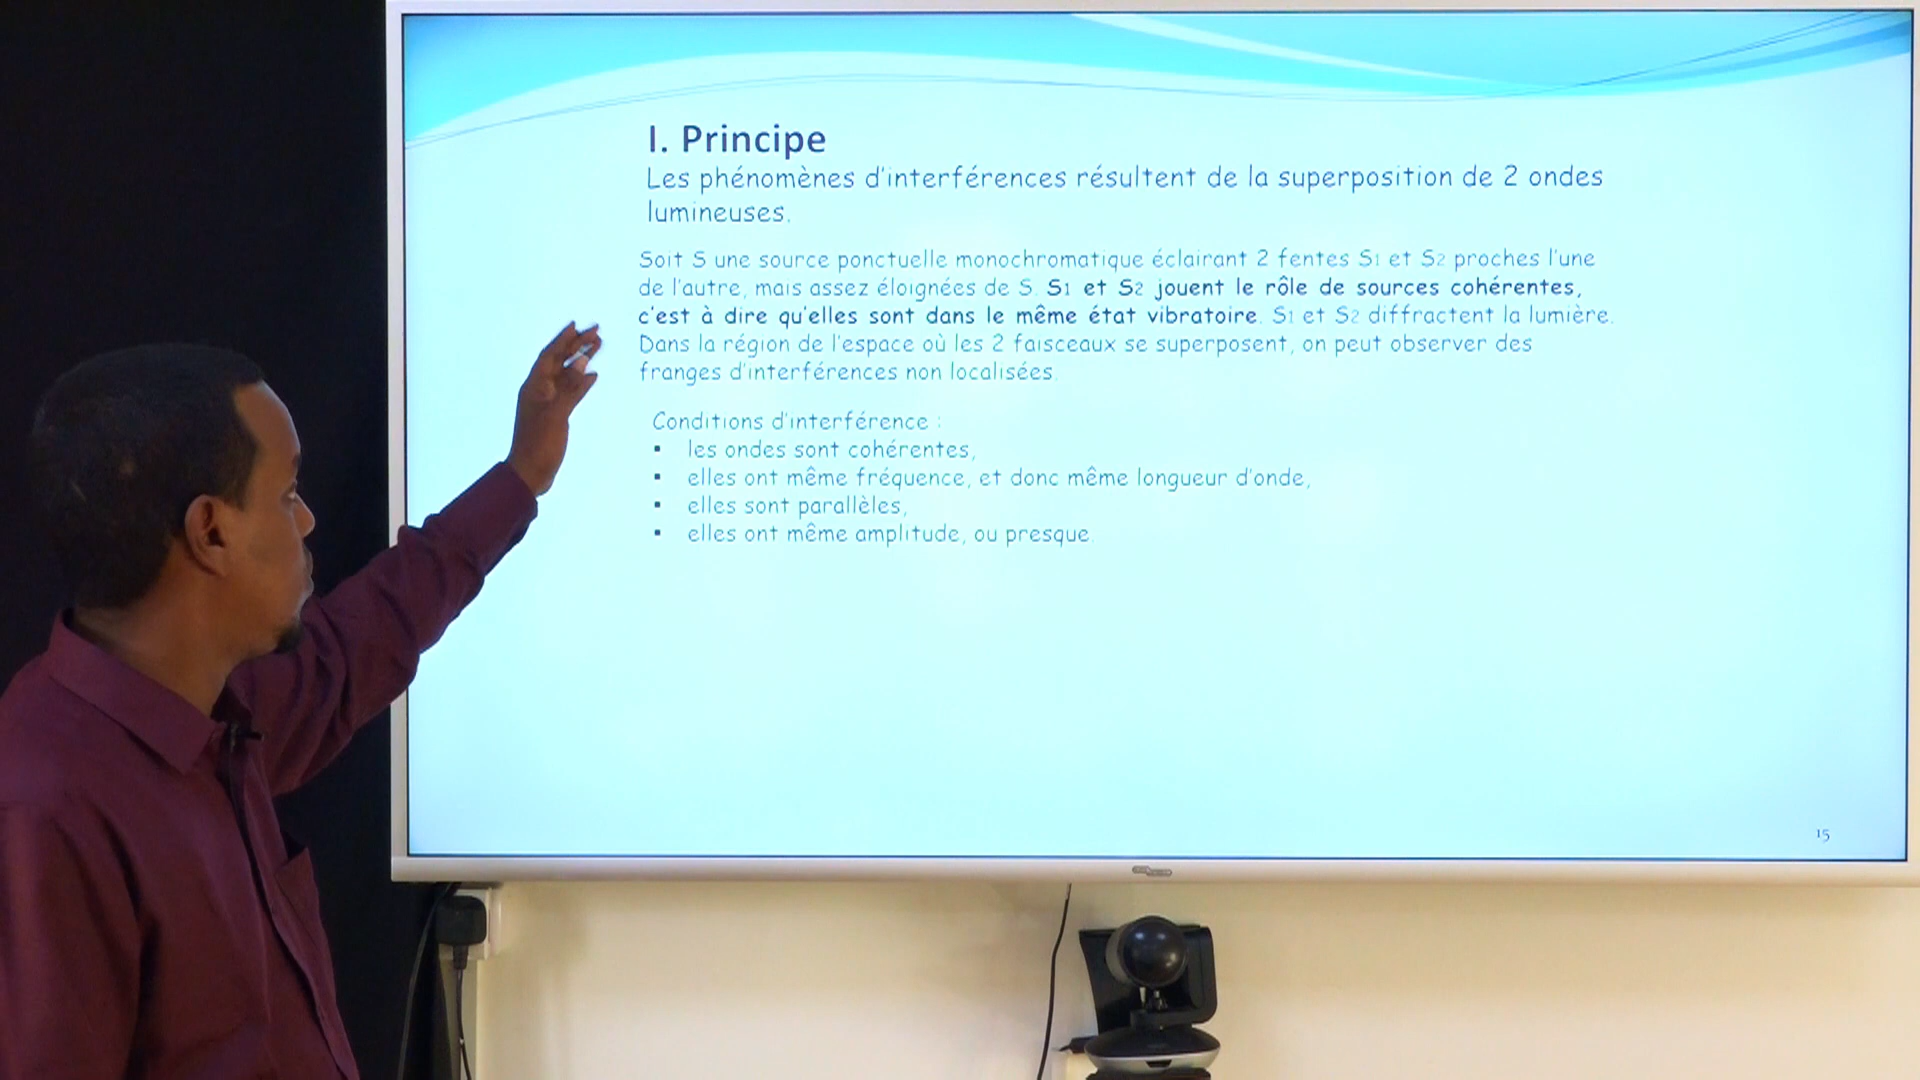 I. Principe
Les phénomènes d'interférences résultent de la superposition de 2 ondes
lumineuses.
Soit S une source ponctuelle monochromatique éclairant 2 fentes S1 et S2 proches l'une
de l'autre, mais assez éloignées de S. S1 et S2 jouent le rôle de sources cohérentes,
c'est à dire qu'elles sont dans le même état vibratoire. S1 et S2 diffractent la lumière.
Dans la région de l'espace où les 2 faisceaux se superposent, on peut observer des
franges d'interférences non localisées.
Conditions d'interférence :
▪ les ondes sont cohérentes,
▪ elles ont même fréquence, et donc même longueur d'onde,
▪ elles sont parallèles,
▪ elles ont même amplitude, ou presque.
15